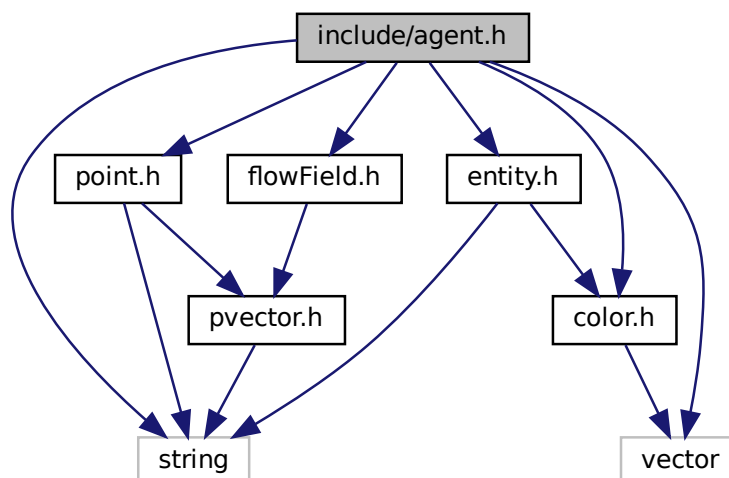 include/agent.h
point.h
flowField.h
entity.h
pvector.h
color.h
string
vector